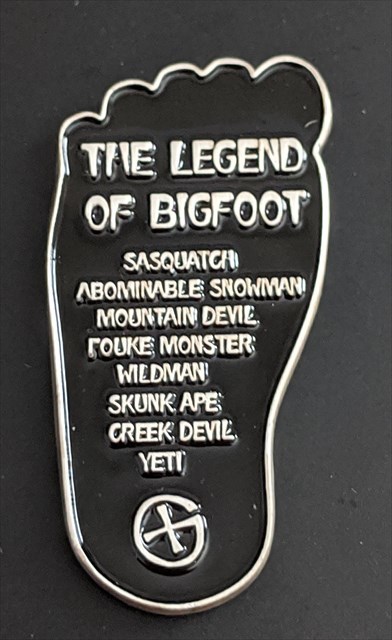 THE LEGEND
OF BIGFOOT
SASQUATCH
ABOMINABLE SNOWMAN
MOUNTAIN DEVIL
FOUKE MONSTER
WILDMAN
SKUNK APE
CREEK DEVIL
YETI